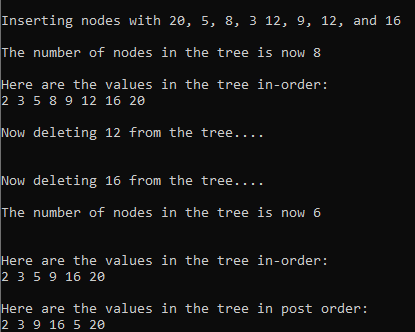 Inserting nodes with 20, 5, 8, 3 12, 9, 12, and 16
The number of nodes in the tree is now 8
Here are the values in the tree in-order:
2 3 5 8 9 12 16 20
Now deleting 12 from the tree....
Now deleting 16 from the tree....
The number of nodes in the tree is now 6
Here are the values in the tree in-order:
2 3 5 9 16 20
Here are the values in the tree in post order:
2 3 9 16 5 20